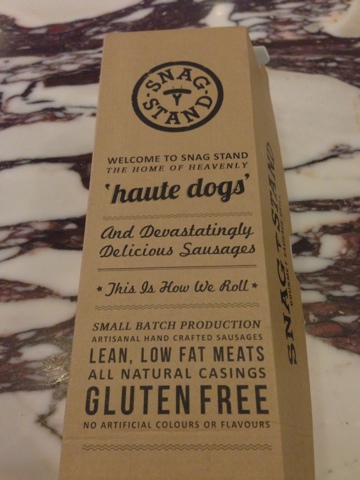 SNAG
STAND
WELCOME TO SNAG STAND
THE HOME OF HEAVENLY
'haute dogs'
And Devastatingly
Delicious Sausages
This Is How We Roll
SMALL BATCH PRODUCTION
ARTISANAL HAND CRAFTED SAUSAGES
LEAN, LOW FAT MEATS
ALL NATURAL CASINGS
GLUTEN FREE
NO ARTIFICIAL COLOURS OR FLAVOURS
SNAG STAND